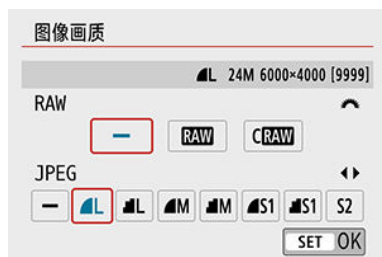 图像画质
L 24M 6000×4000 [9999]
RAW
— RAW CRAW
JPEG
— L L M M S1 S1 S2
SET OK